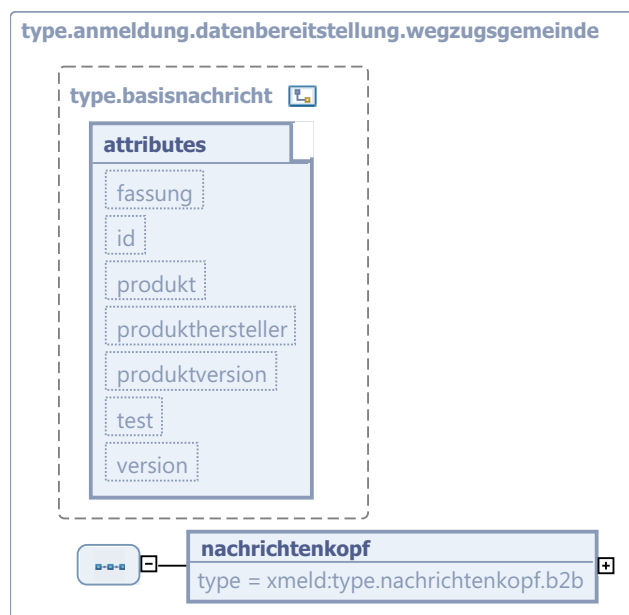 type.anmeldung.datenbereitstellung.wegzugsgemeinde
type.basisnachricht
attributes
fassung
id
produkt
produkthersteller
produktversion
test
version
nachrichtenkopf
type = xmeld:type.nachrichtenkopf.b2b